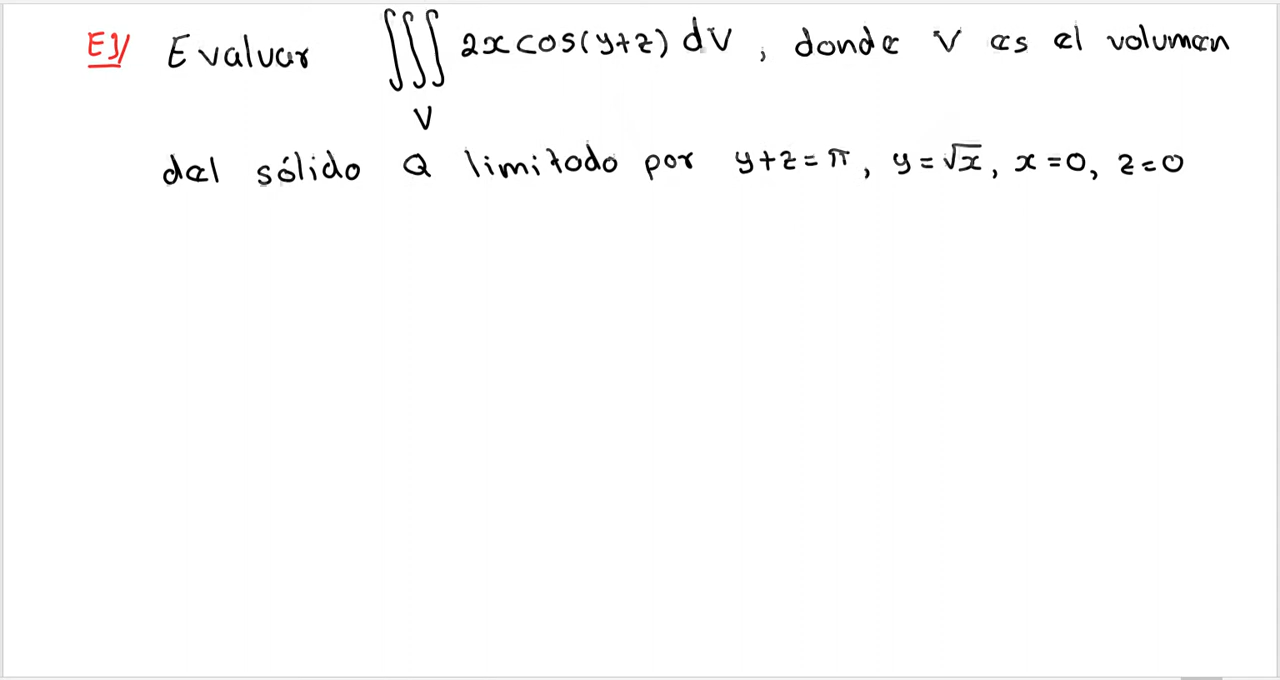 EJ/ Evaluar ∭ 2x cos(y+z) dV , donde V es el volumen
V
del sólido Q limitado por y+z=π, y=√x, x=0, z=0